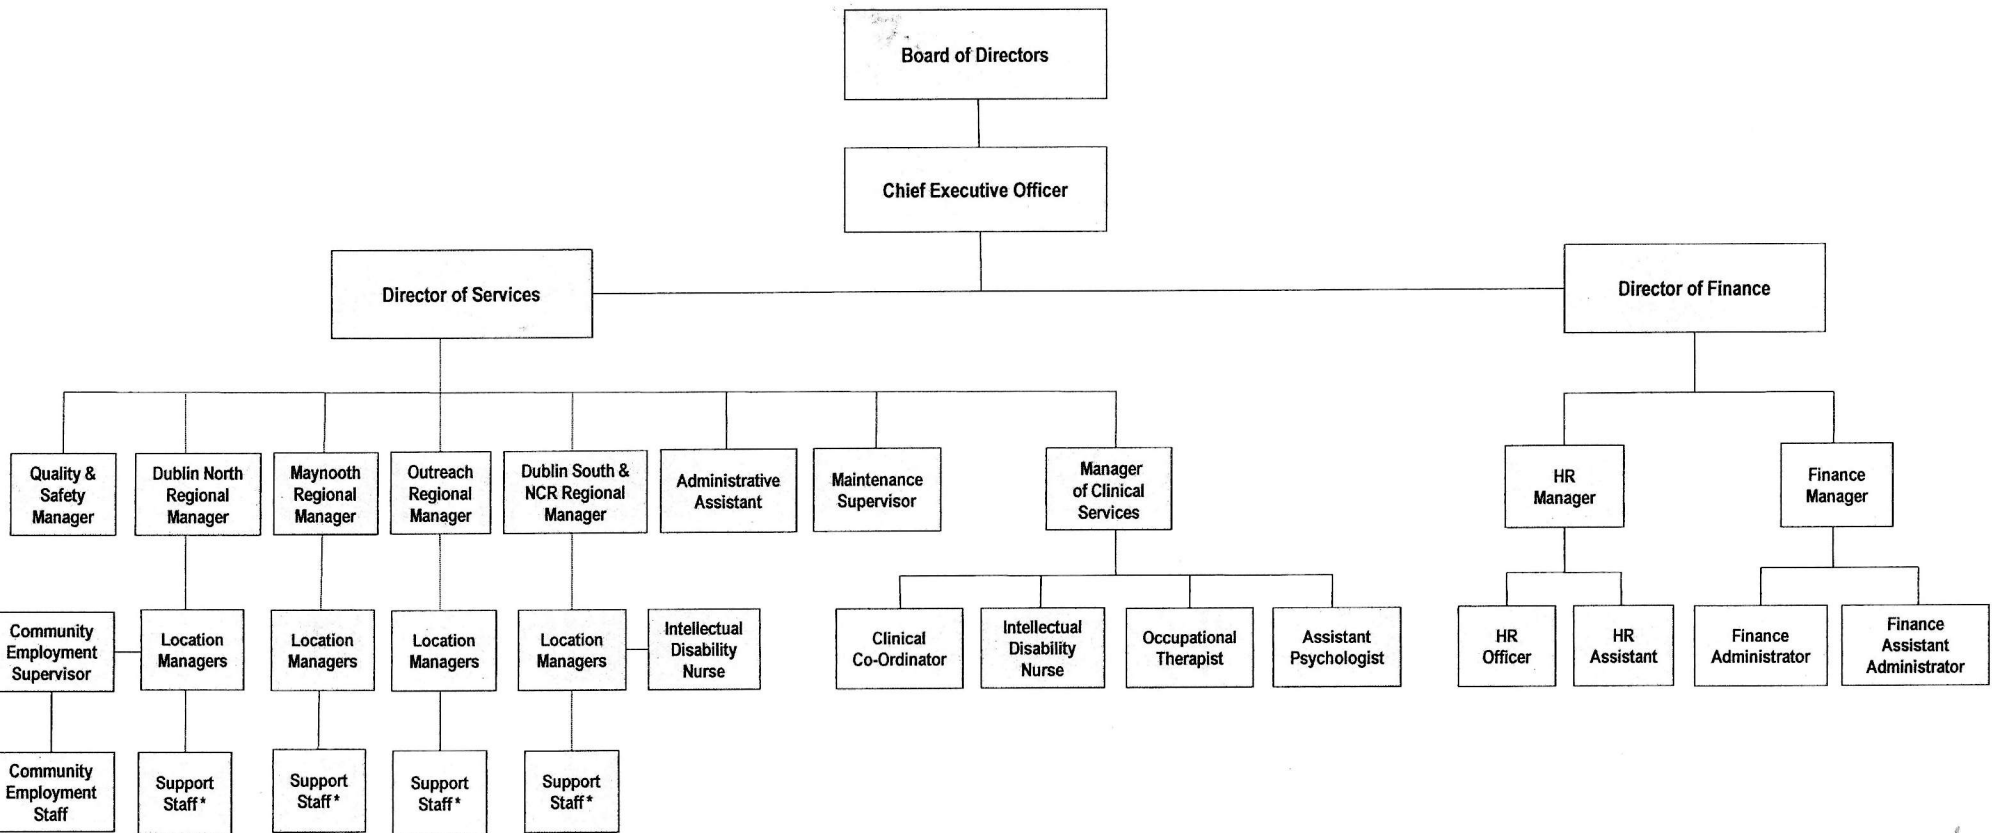 Board of Directors
Chief Executive Officer
Director of Services
Director of Finance
Quality &
Safety
Manager
Dublin North
Regional
Manager
Maynooth
Regional
Manager
Outreach
Regional
Manager
Dublin South &
NCR Regional
Manager
Administrative
Assistant
Maintenance
Supervisor
Manager
of Clinical
Services
HR
Manager
Finance
Manager
Community
Employment
Supervisor
Location
Managers
Location
Managers
Location
Managers
Location
Managers
Intellectual
Disability
Nurse
Clinical
Co-Ordinator
Intellectual
Disability
Nurse
Occupational
Therapist
Assistant
Psychologist
HR
Officer
HR
Assistant
Finance
Administrator
Finance
Assistant
Administrator
Community
Employment
Staff
Support
Staff*
Support
Staff*
Support
Staff*
Support
Staff*